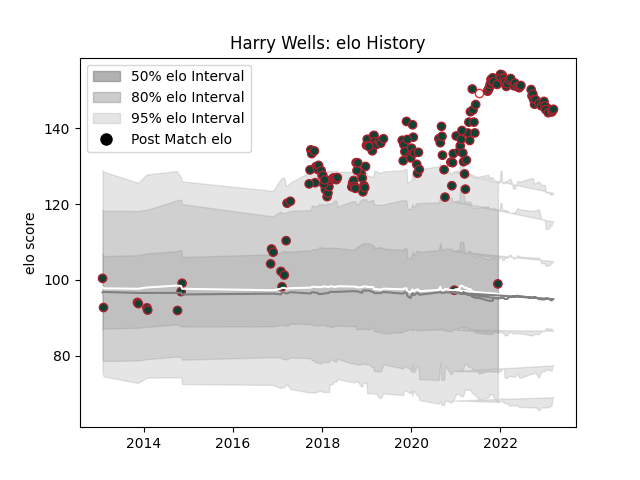 Harry Wells: elo History
50% elo Interval
80% elo Interval
95% elo Interval
Post Match elo
elo score
140
120
100
80
2014
2016
2018
2020
2022